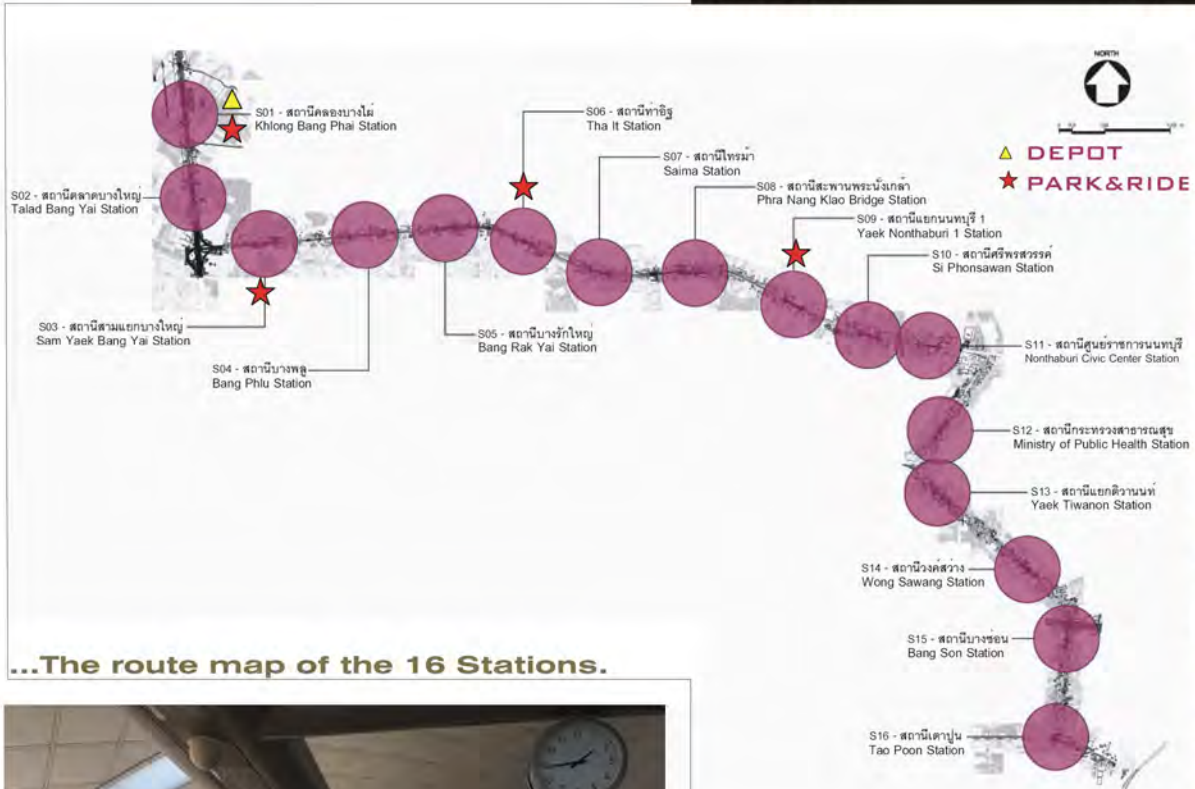 NORTH
DEPOT
PARK&RIDE
S01 - สถานีคลองบางไผ่
Khlong Bang Phai Station
S02 - สถานีตลาดบางใหญ่
Talad Bang Yai Station
S03 - สถานีสามแยกบางใหญ่
Sam Yaek Bang Yai Station
S04 - สถานีบางพลู
Bang Phlu Station
S05 - สถานีบางรักใหญ่
Bang Rak Yai Station
S06 - สถานีท่าอิฐ
Tha It Station
S07 - สถานีไทรม้า
Saima Station
S08 - สถานีสะพานพระนั่งเกล้า
Phra Nang Klao Bridge Station
S09 - สถานีแยกนนทบุรี 1
Yaek Nonthaburi 1 Station
S10 - สถานีศรีพรสวรรค์
Si Phonsawan Station
S11 - สถานีศูนย์ราชการนนทบุรี
Nonthaburi Civic Center Station
S12 - สถานีกระทรวงสาธารณสุข
Ministry of Public Health Station
S13 - สถานีแยกติวานนท์
Yaek Tiwanon Station
S14 - สถานีวงศ์สว่าง
Wong Sawang Station
S15 - สถานีบางซ่อน
Bang Son Station
S16 - สถานีเตาปูน
Tao Poon Station
...The route map of the 16 Stations.